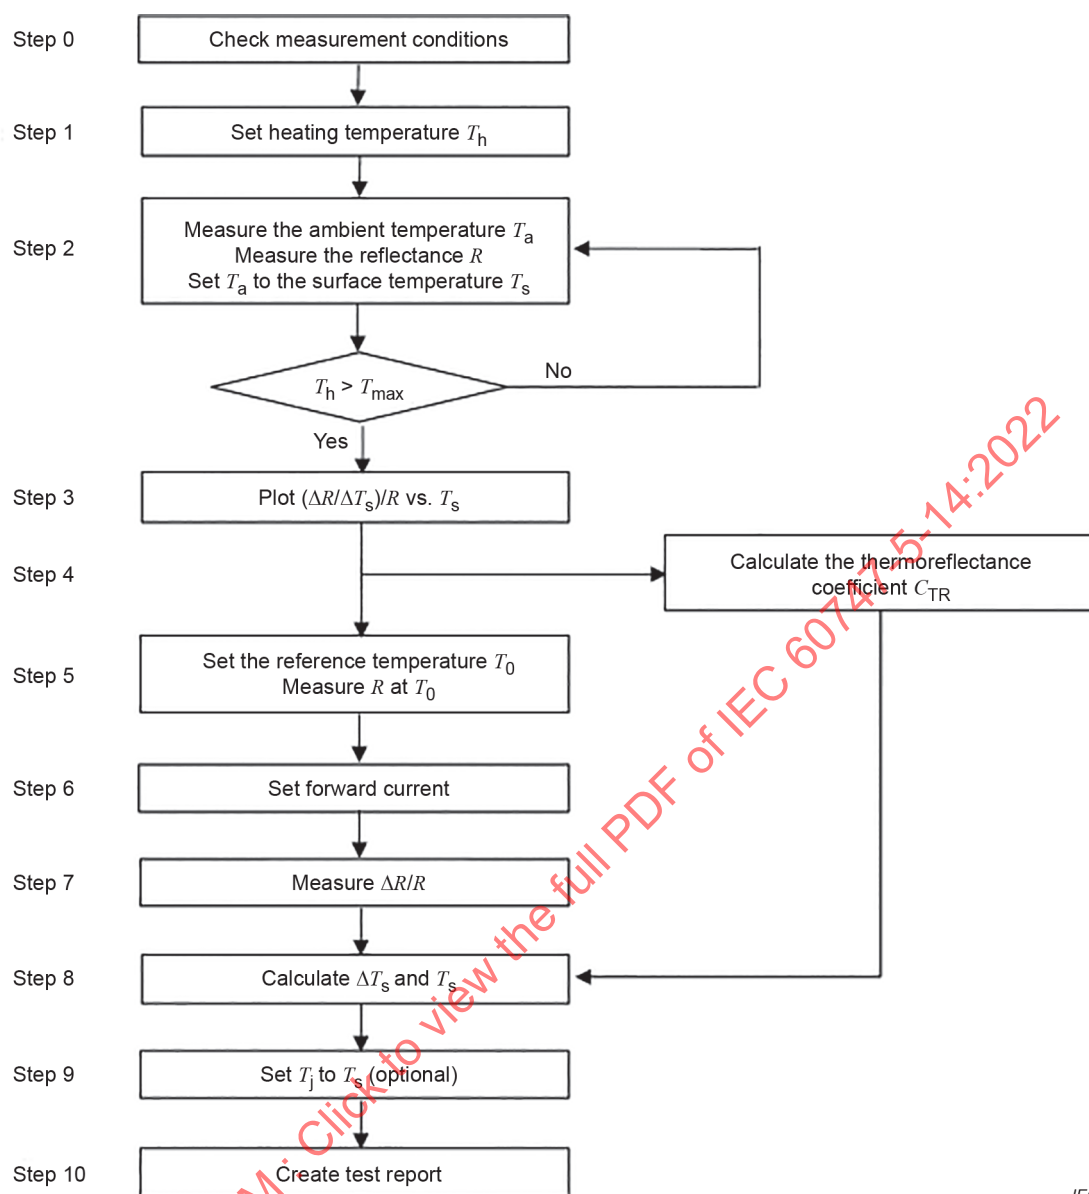 Step 0
Check measurement conditions
Step 1
Set heating temperature Th
Step 2
Measure the ambient temperature Ta
Measure the reflectance R
Set Ta to the surface temperature Ts
Th > Tmax
No
Yes
Step 3
Plot (ΔR/ΔTs)/R vs. Ts
Step 4
Calculate the thermoreflectance
coefficient CTR
Step 5
Set the reference temperature T0
Measure R at T0
Step 6
Set forward current
Step 7
Measure ΔR/R
Step 8
Calculate ΔTs and Ts
Step 9
Set Tj to Ts (optional)
Step 10
Create test report
M : Click to view the full PDF of IEC 60747-5-14:2022